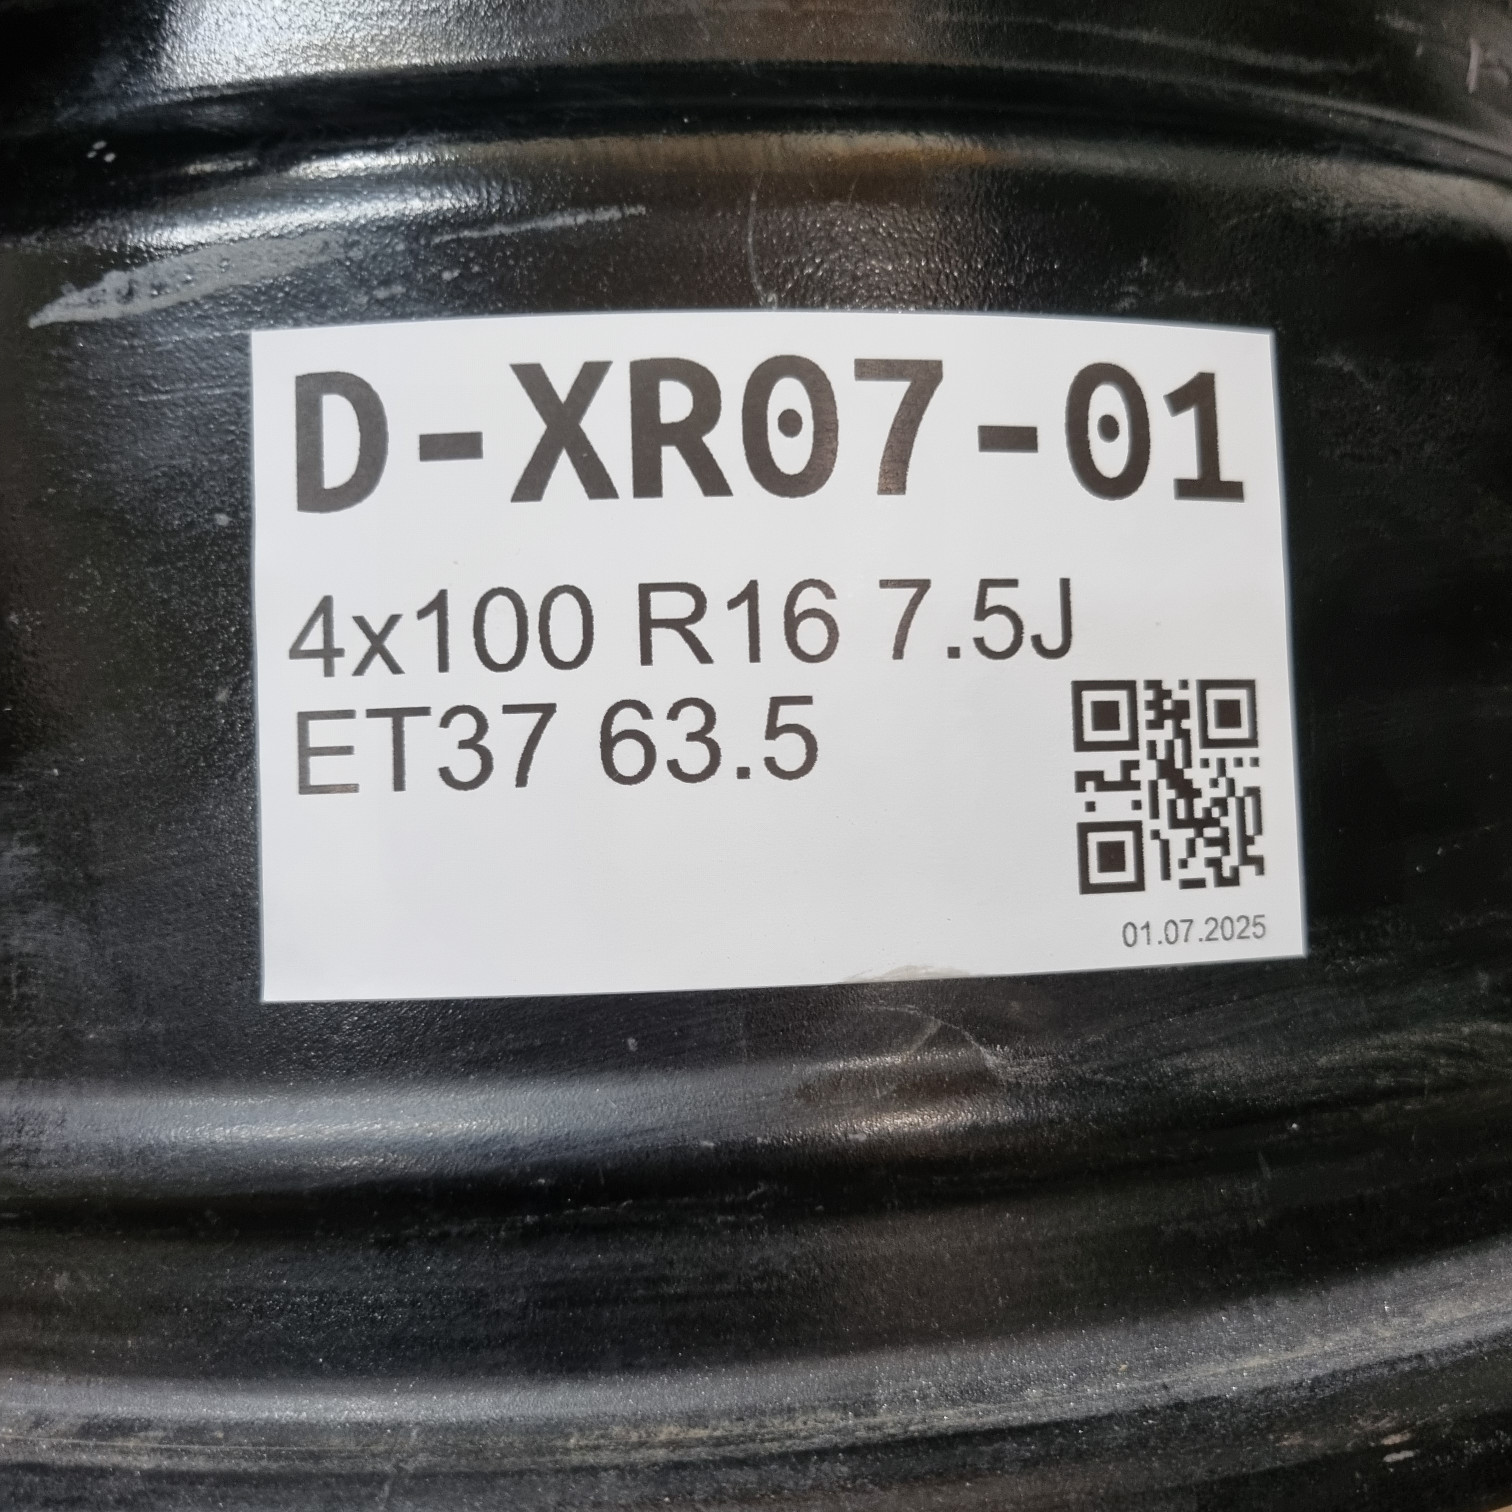 D-XR07-01
4x100 R16 7.5J
ET37 63.5
01.07.2025